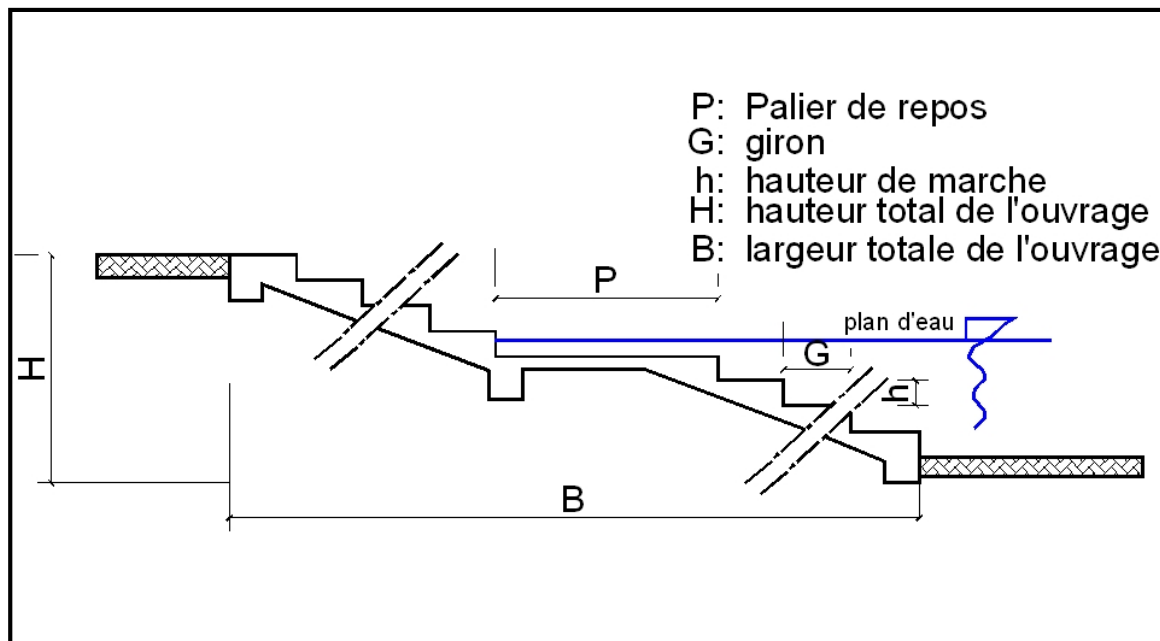 P: Palier de repos
G: giron
h: hauteur de marche
H: hauteur total de l'ouvrage
B: largeur totale de l'ouvrage
P
plan d'eau
G
h
H
B